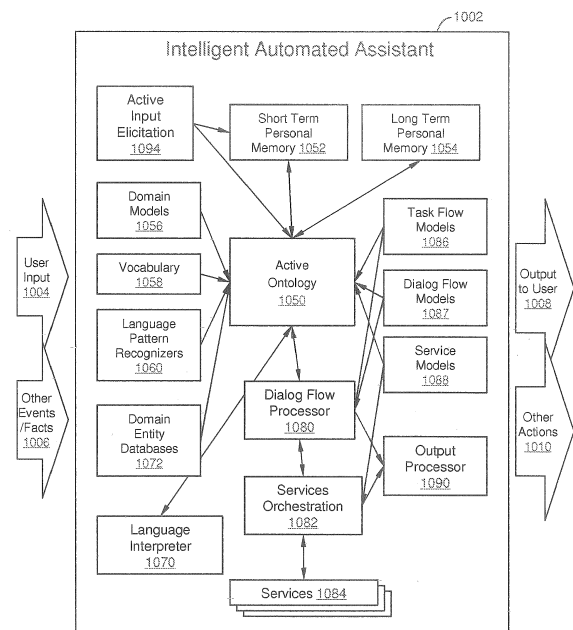 1002
Intelligent Automated Assistant
Active
Input
Elicitation
1094
Short Term
Personal
Memory 1052
Long Term
Personal
Memory 1054
Domain
Models
1056
Task Flow
Models
1086
User
Input
1004
Vocabulary
1058
Active
Ontology
1050
Dialog Flow
Models
1087
Output
to User
1008
Language
Pattern
Recognizers
1060
Service
Models
1088
Other
Events
/Facts
1006
Domain
Entity
Databases
1072
Dialog Flow
Processor
1080
Output
Processor
1090
Other
Actions
1010
Services
Orchestration
1082
Language
Interpreter
1070
Services 1084